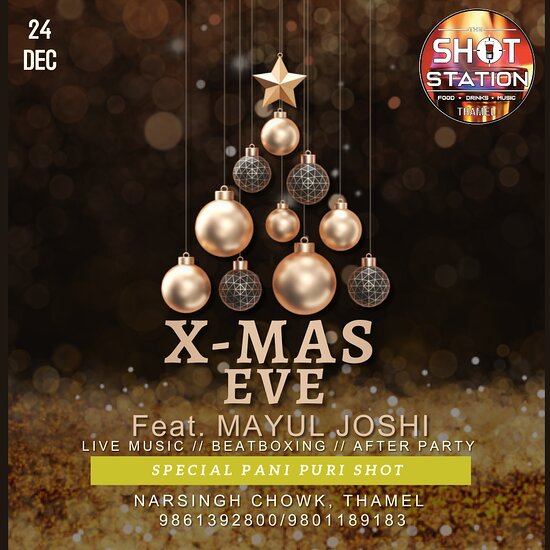 24
DEC
THE
SHOT
STATION
FOOD • DRINKS • MUSIC
THAMEL
X-MAS
EVE
Feat. MAYUL JOSHI
LIVE MUSIC // BEATBOXING // AFTER PARTY
SPECIAL PANI PURI SHOT
NARSINGH CHOWK, THAMEL
9861392800/9801189183